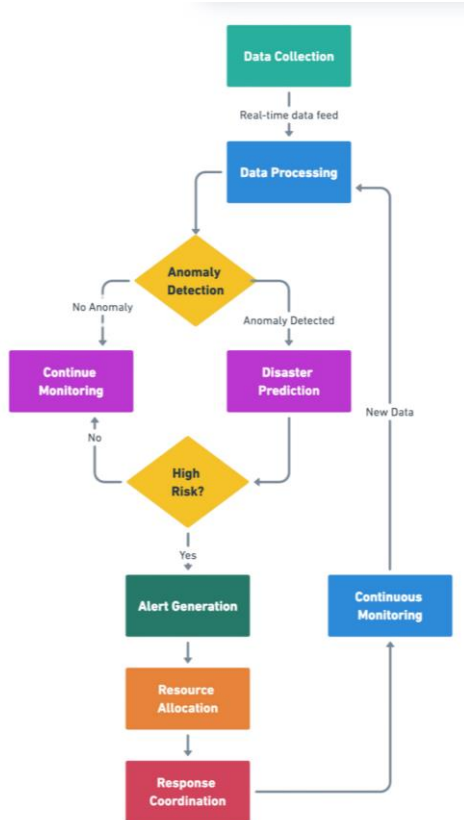 Data Collection
Real-time data feed
Data Processing
Anomaly
Detection
No Anomaly
Anomaly Detected
Continue
Monitoring
Disaster
Prediction
New Data
No
High
Risk?
Yes
Alert Generation
Continuous
Monitoring
Resource
Allocation
Response
Coordination